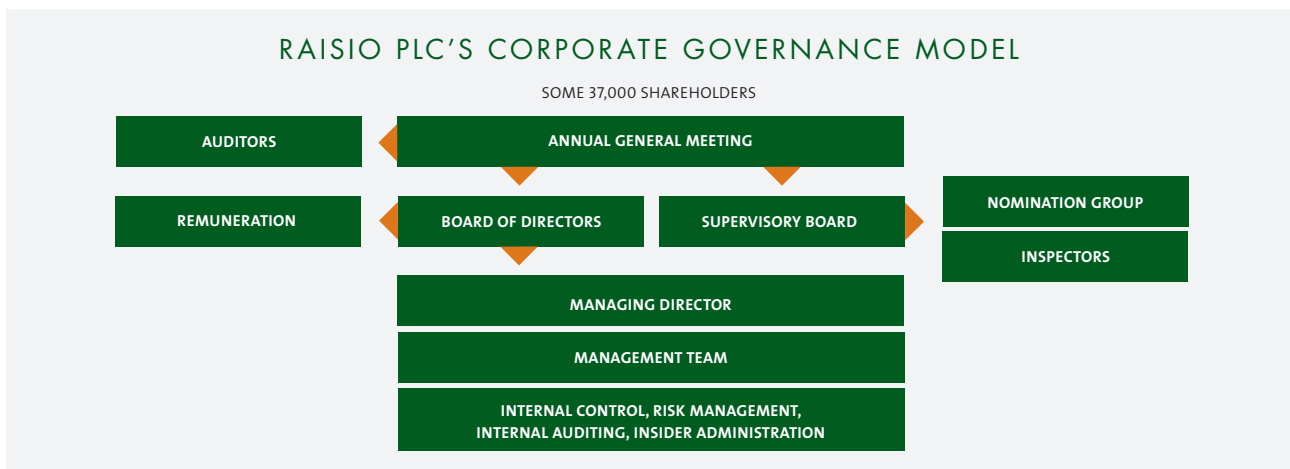 RAISIO PLC'S CORPORATE GOVERNANCE MODEL
SOME 37,000 SHAREHOLDERS
AUDITORS
ANNUAL GENERAL MEETING
REMUNERATION
BOARD OF DIRECTORS
SUPERVISORY BOARD
NOMINATION GROUP
INSPECTORS
MANAGING DIRECTOR
MANAGEMENT TEAM
INTERNAL CONTROL, RISK MANAGEMENT,
INTERNAL AUDITING, INSIDER ADMINISTRATION